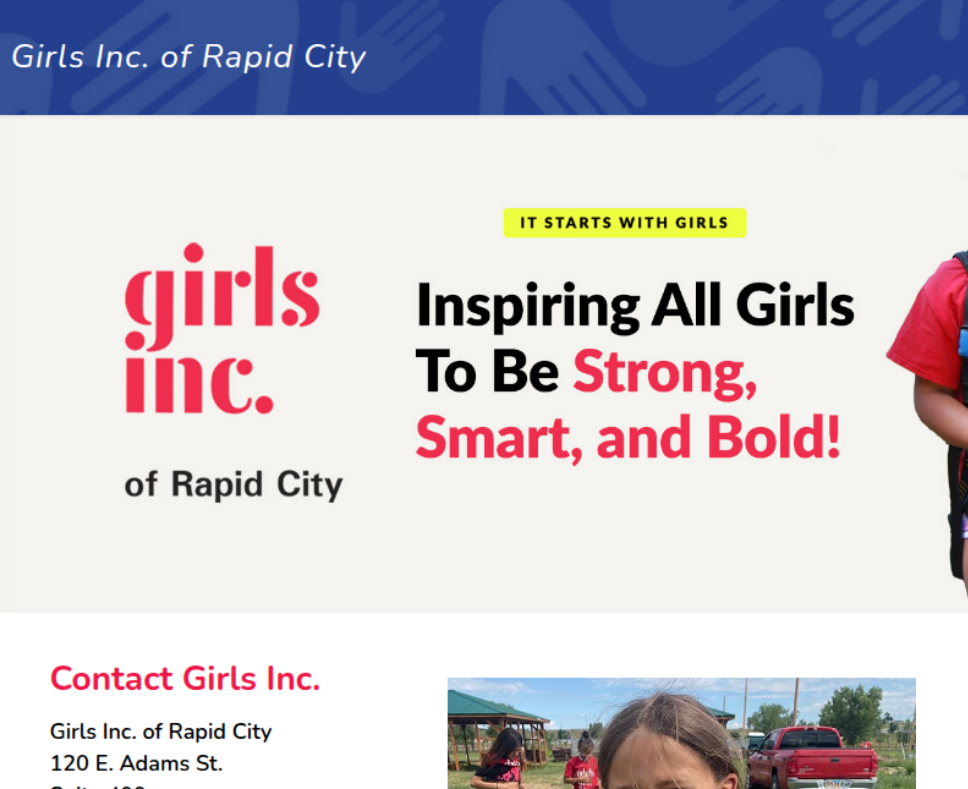 Girls Inc. of Rapid City
IT STARTS WITH GIRLS
girls
inc.
of Rapid City
Inspiring All Girls
To Be Strong,
Smart, and Bold!
Contact Girls Inc.
Girls Inc. of Rapid City
120 E. Adams St.